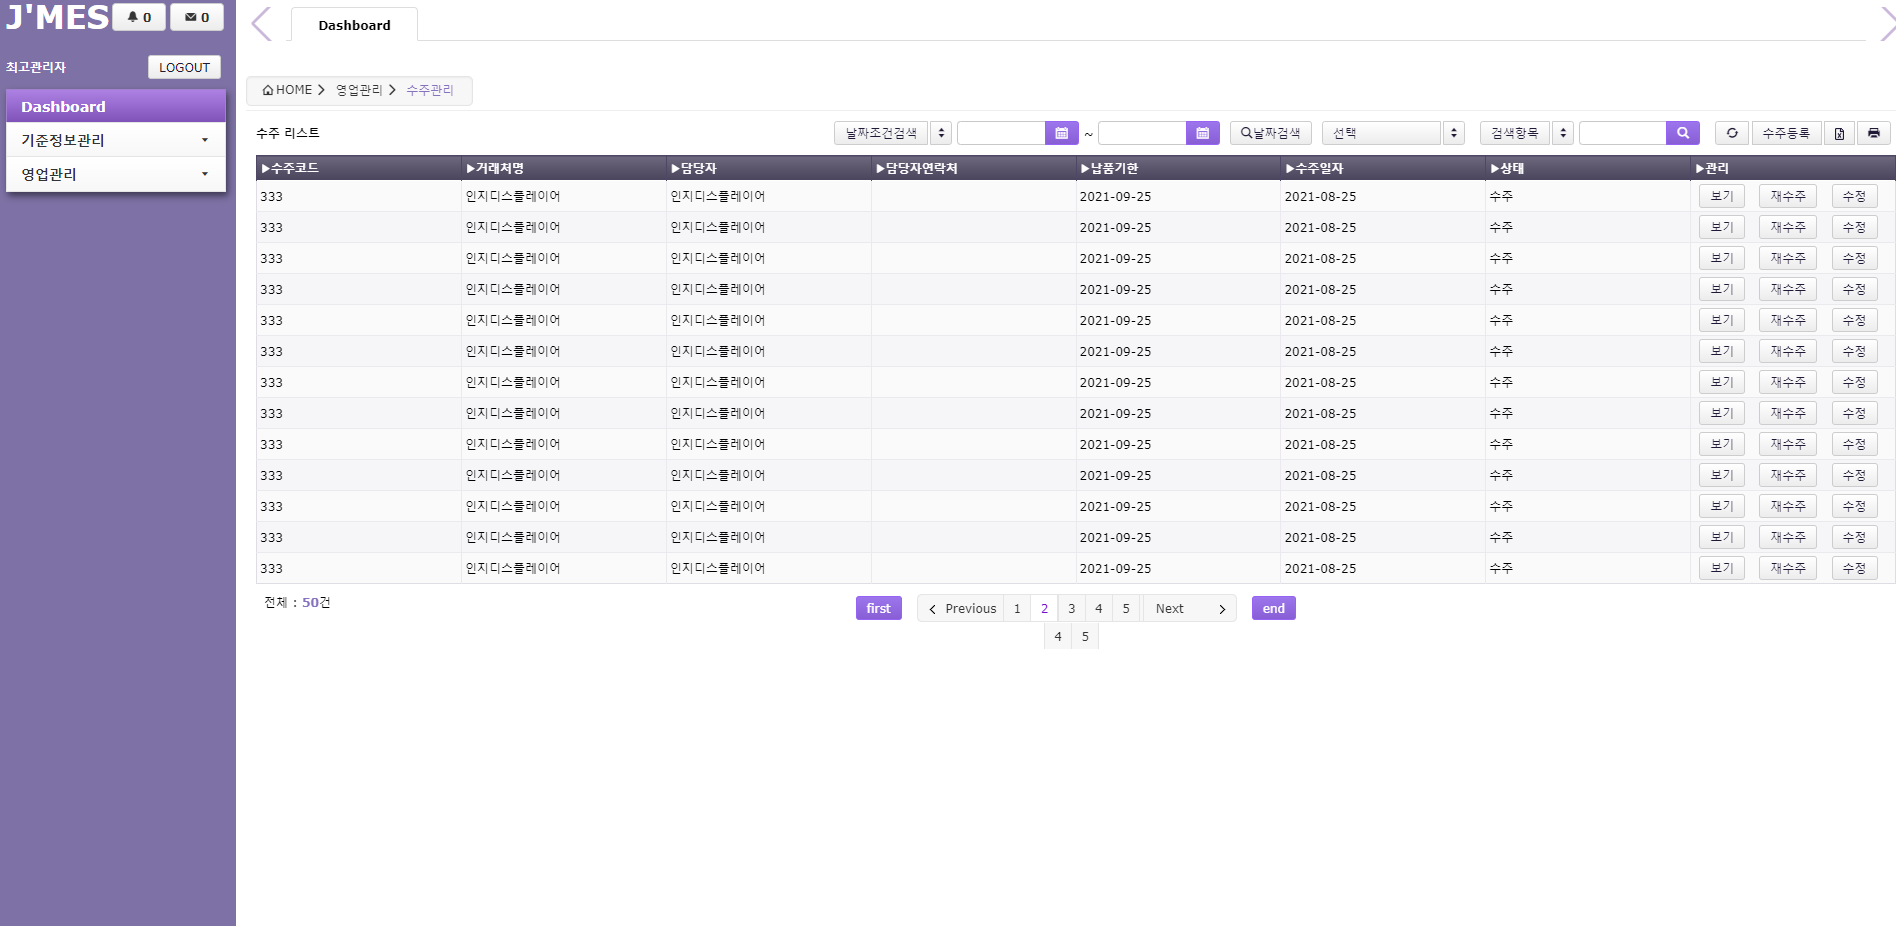 J'MES 0 0
최고관리자 LOGOUT
Dashboard
기준정보관리
영업관리
Dashboard
HOME > 영업관리 > 수주관리
수주 리스트 날짜조건검색 ~ 날짜검색 선택 검색항목 수주등록
▶수주코드 ▶거래처명 ▶담당자 ▶담당자연락처 ▶납품기한 ▶수주일자 ▶상태 ▶관리
333 인지디스플레이어 인지디스플레이어 2021-09-25 2021-08-25 수주 보기 재수주 수정
333 인지디스플레이어 인지디스플레이어 2021-09-25 2021-08-25 수주 보기 재수주 수정
333 인지디스플레이어 인지디스플레이어 2021-09-25 2021-08-25 수주 보기 재수주 수정
333 인지디스플레이어 인지디스플레이어 2021-09-25 2021-08-25 수주 보기 재수주 수정
333 인지디스플레이어 인지디스플레이어 2021-09-25 2021-08-25 수주 보기 재수주 수정
333 인지디스플레이어 인지디스플레이어 2021-09-25 2021-08-25 수주 보기 재수주 수정
333 인지디스플레이어 인지디스플레이어 2021-09-25 2021-08-25 수주 보기 재수주 수정
333 인지디스플레이어 인지디스플레이어 2021-09-25 2021-08-25 수주 보기 재수주 수정
333 인지디스플레이어 인지디스플레이어 2021-09-25 2021-08-25 수주 보기 재수주 수정
333 인지디스플레이어 인지디스플레이어 2021-09-25 2021-08-25 수주 보기 재수주 수정
333 인지디스플레이어 인지디스플레이어 2021-09-25 2021-08-25 수주 보기 재수주 수정
333 인지디스플레이어 인지디스플레이어 2021-09-25 2021-08-25 수주 보기 재수주 수정
333 인지디스플레이어 인지디스플레이어 2021-09-25 2021-08-25 수주 보기 재수주 수정
전체 : 50건 first < Previous 1 2 3 4 5 Next > end
4 5